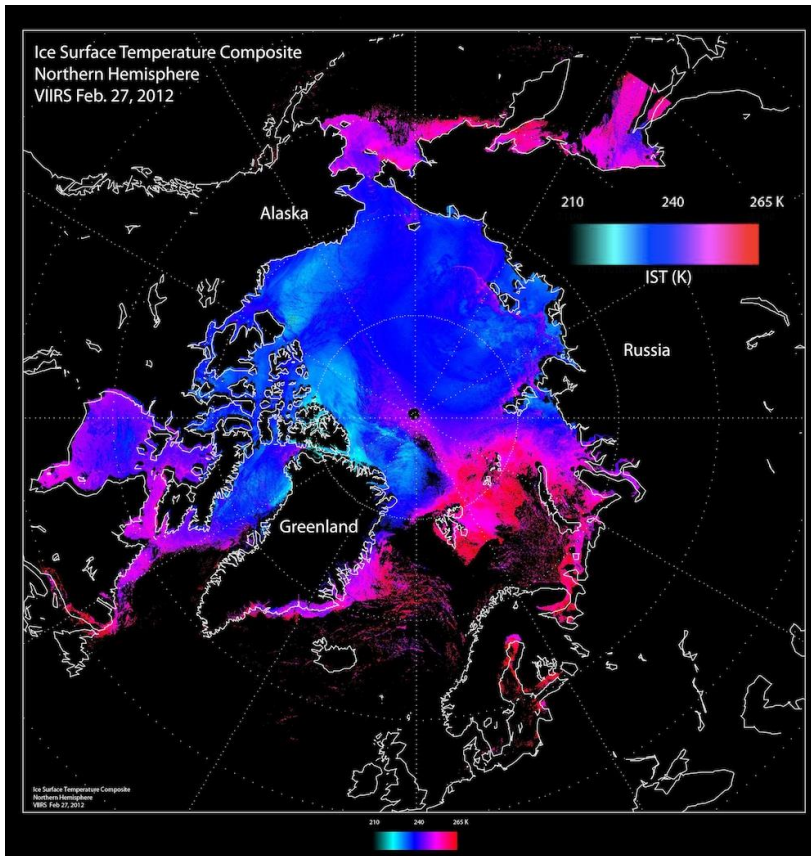 Ice Surface Temperature Composite
Northern Hemisphere
VIIRS Feb. 27, 2012
Alaska
210 240 265 K
IST (K)
Russia
Greenland
Ice Surface Temperature Composite
Northern Hemisphere
VIIRS Feb 27, 2012
210 240 265 K